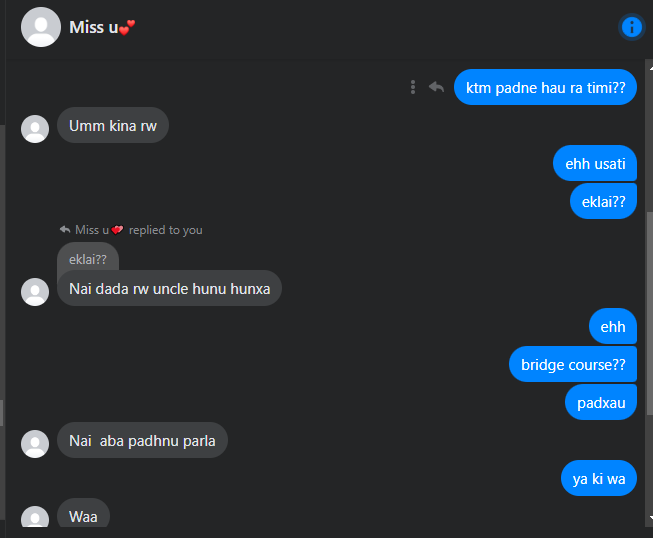 Miss u💕
ktm padne hau ra timi??
Umm kina rw
ehh usati
eklai??
Miss u💕 replied to you
eklai??
Nai dada rw uncle hunu hunxa
ehh
bridge course??
padxau
Nai aba padhnu parla
ya ki wa
Waa